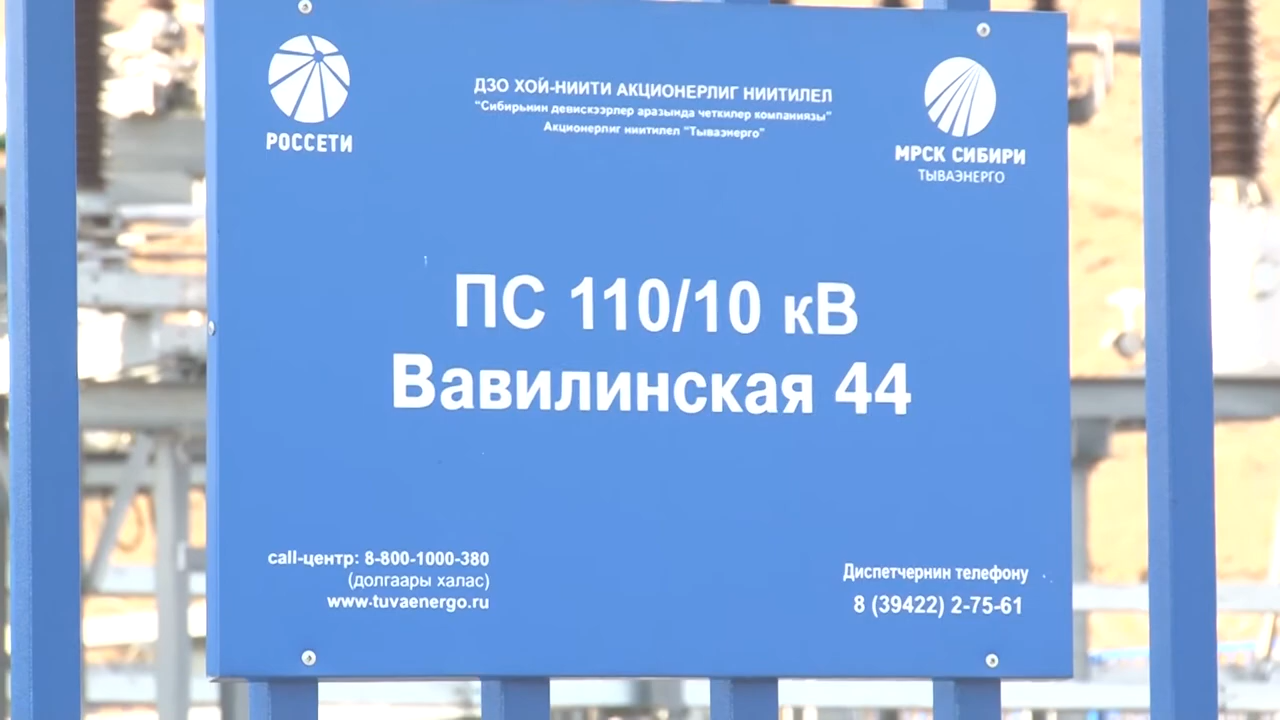 РОССЕТИ
ДЗО ХОЙ-НИИТИ АКЦИОНЕРЛИГ НИИТИЛЕЛ
"Сибирьнин девискээрлер аразында четкилер компаниязы"
Акционерлиг ниитилел "Тываэнерго"
МРСК СИБИРИ
ТЫВАЭНЕРГО
ПС 110/10 кВ
Вавилинская 44
call-центр: 8-800-1000-380
(долгаары халас)
www.tuvaenergo.ru
Диспетчернин телефону
8 (39422) 2-75-61